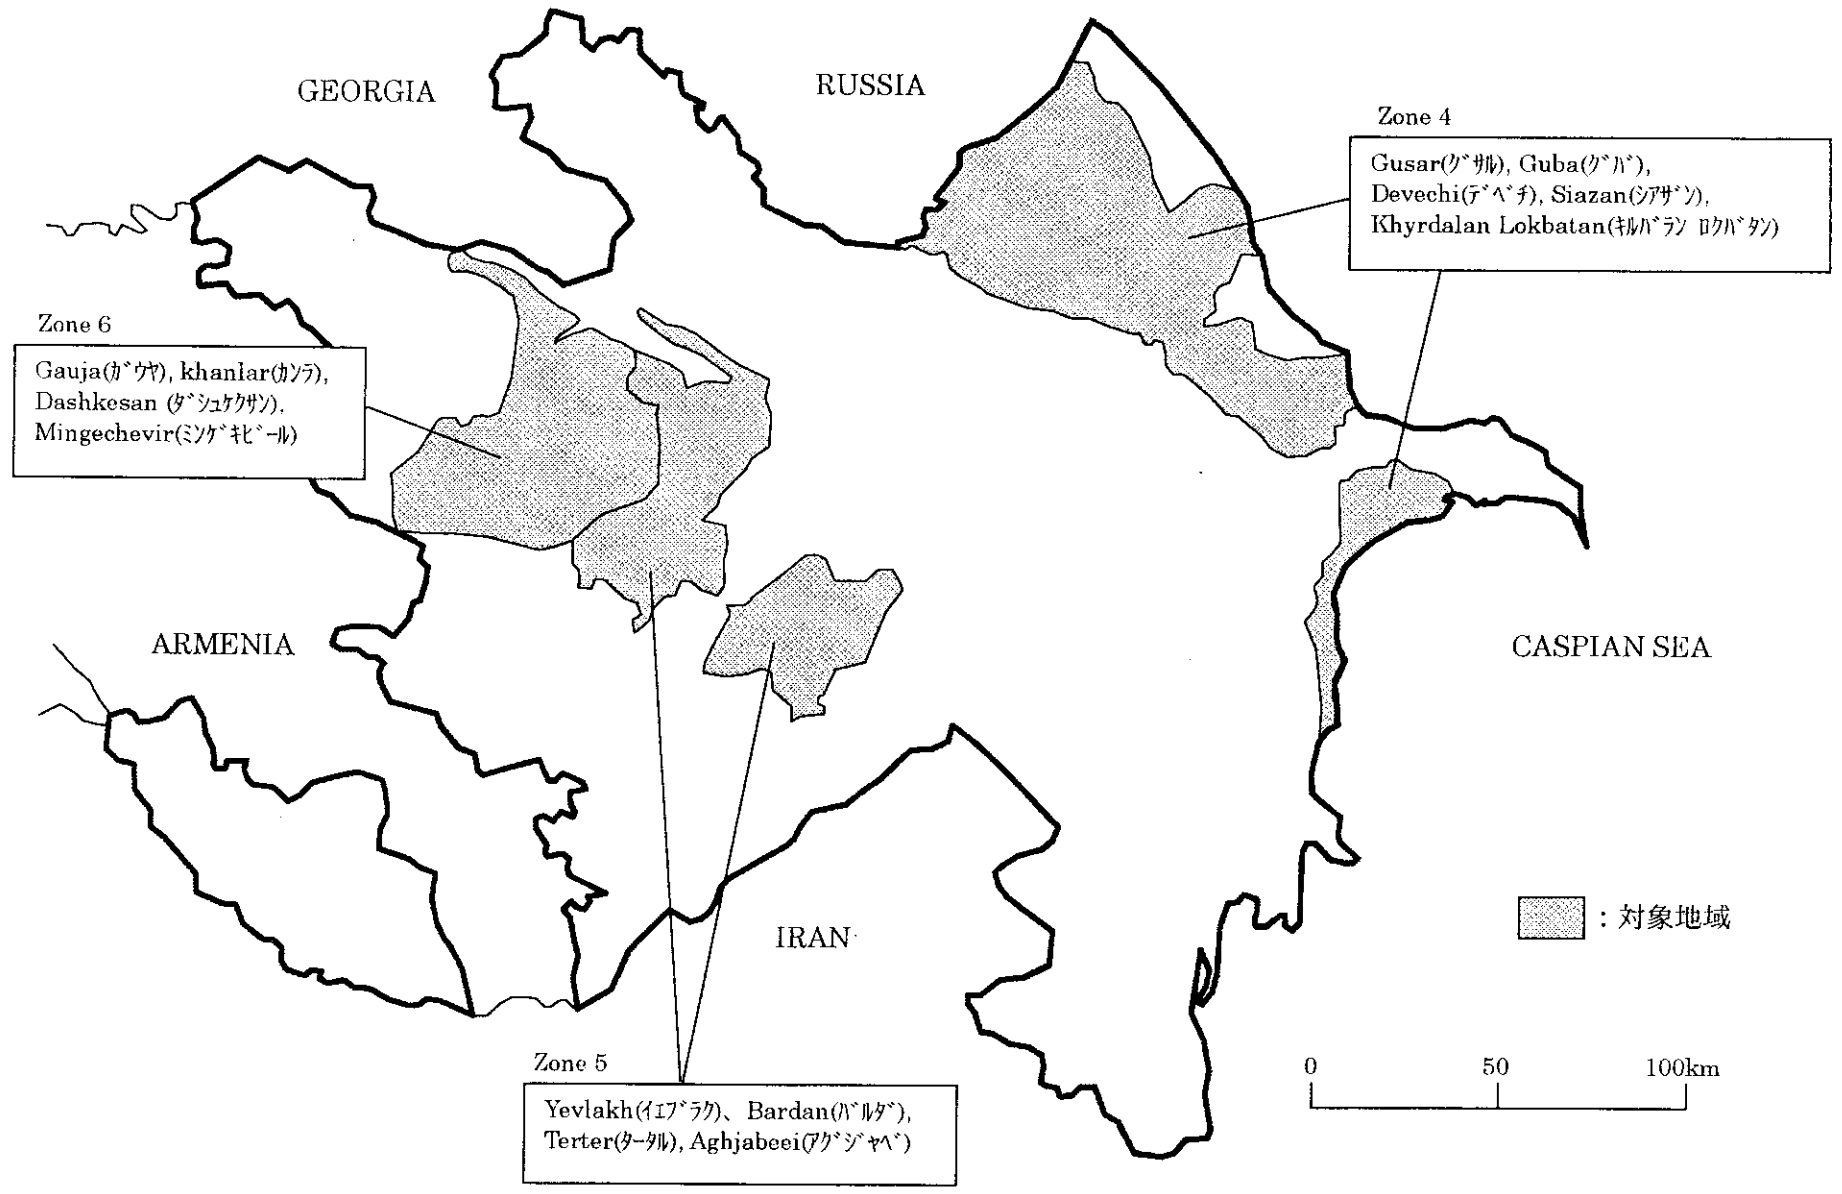 GEORGIA
RUSSIA
Zone 4
Gusar(ｸﾞｻﾙ), Guba(ｸﾞﾊﾞ),
Devechi(ﾃﾞﾍﾞﾁ), Siazan(ｼｱｻﾞﾝ),
Khyrdalan Lokbatan(ｷﾙﾊﾞﾗﾝ ﾛｸﾊﾞﾀﾝ)
Zone 6
Gauja(ｶﾞｳﾔ), khanlar(ｶﾝﾗ),
Dashkesan (ﾀﾞｼｭｹｸｻﾝ),
Mingechevir(ﾐﾝｹﾞｷﾋﾞｰﾙ)
ARMENIA
CASPIAN SEA
IRAN
：対象地域
Zone 5
Yevlakh(ｲｴﾌﾞﾗｸ)、Bardan(ﾊﾞﾙﾀﾞ),
Terter(ﾀｰﾀﾙ), Aghjabeei(ｱｸﾞｼﾞｬﾍﾞ)
0 50 100km